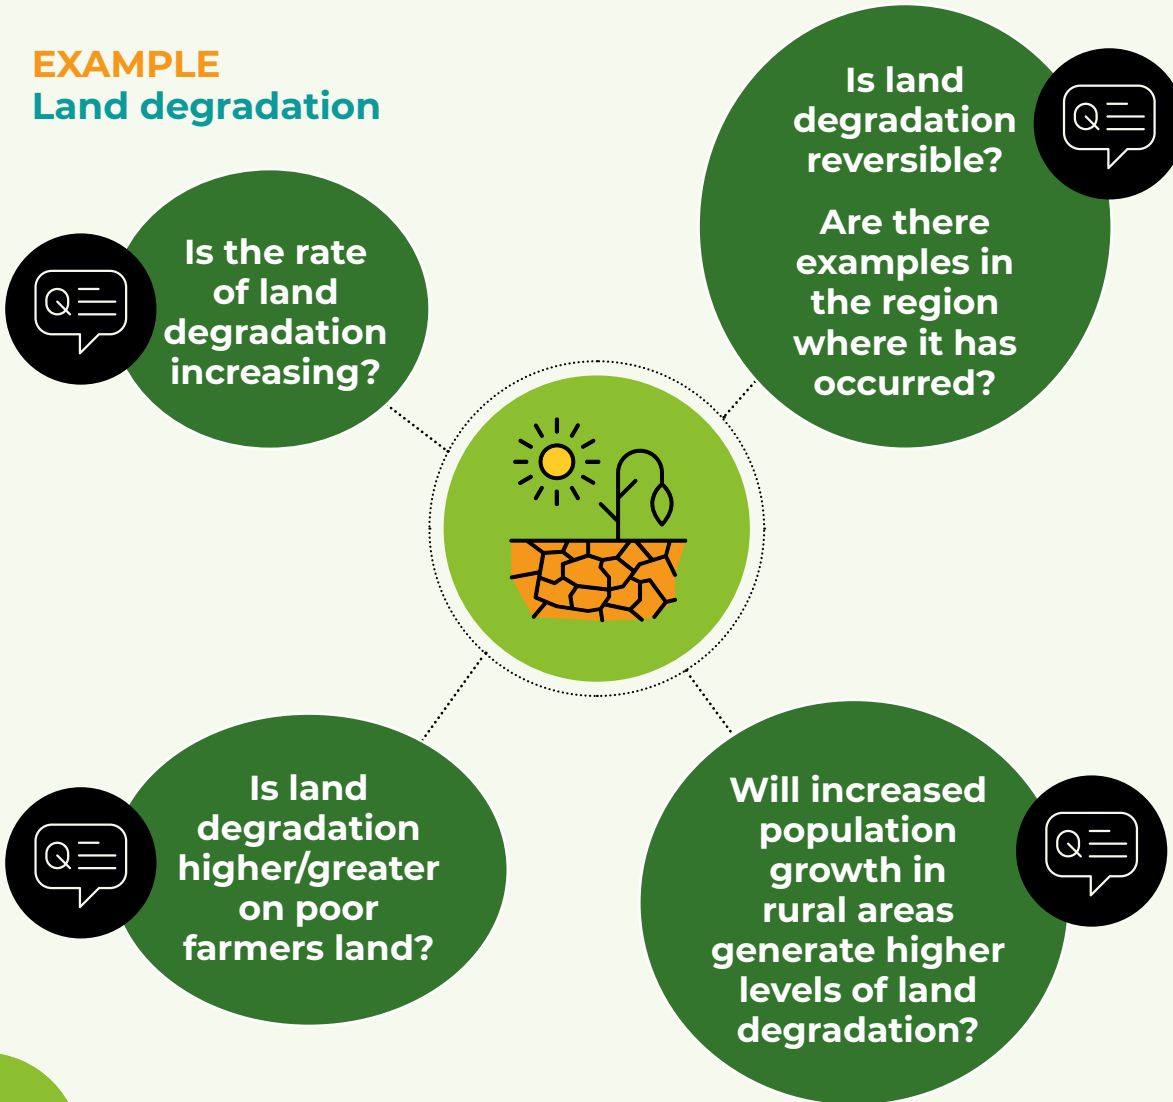 EXAMPLE
Land degradation
Is the rate
of land
degradation
increasing?
Is land
degradation
reversible?
Are there
examples in
the region
where it has
occurred?
Is land
degradation
higher/greater
on poor
farmers land?
Will increased
population
growth in
rural areas
generate higher
levels of land
degradation?
Q
Q
Q
Q